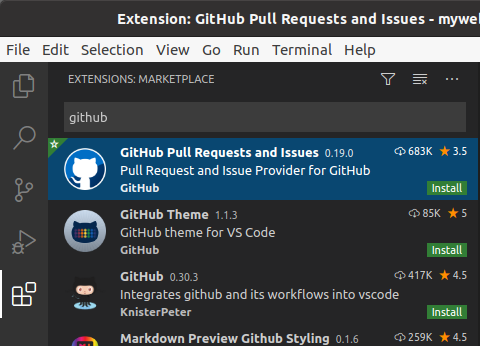 Extension: GitHub Pull Requests and Issues - myweb
File Edit Selection View Go Run Terminal Help
EXTENSIONS: MARKETPLACE
github
GitHub Pull Requests and Issues 0.19.0 683K 3.5
Pull Request and Issue Provider for GitHub
GitHub Install
GitHub Theme 1.1.3 85K 5
GitHub theme for VS Code
GitHub Install
GitHub 0.30.3 417K 4.5
Integrates github and its workflows into vscode
KnisterPeter Install
Markdown Preview Github Styling 0.1.6 259K 4.5